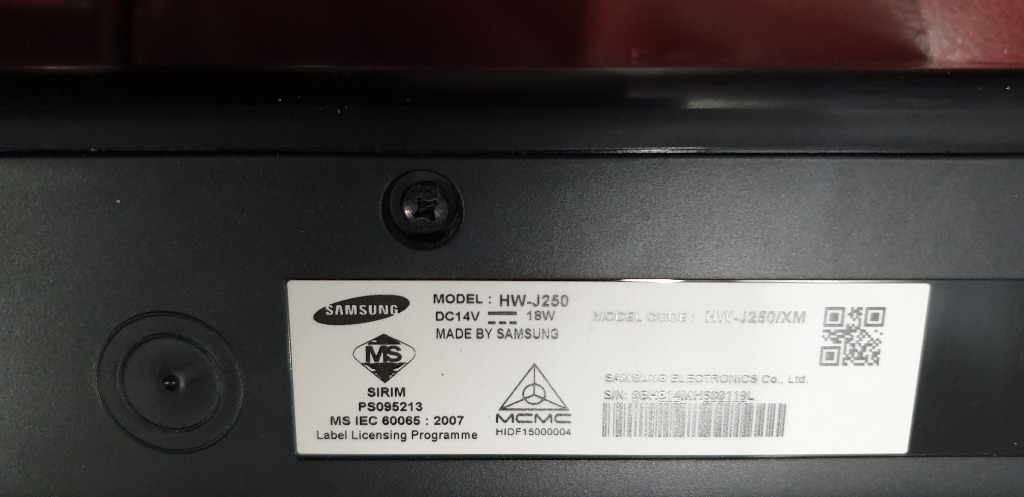 SAMSUNG
MODEL : HW-J250
DC14V 18W
MADE BY SAMSUNG
MODEL CODE : HW-J250/XM
MS
SIRIM
PS095213
MS IEC 60065 : 2007
Label Licensing Programme
MCMC
HIDF15000004
SAMSUNG ELECTRONICS Co., Ltd.
S/N: